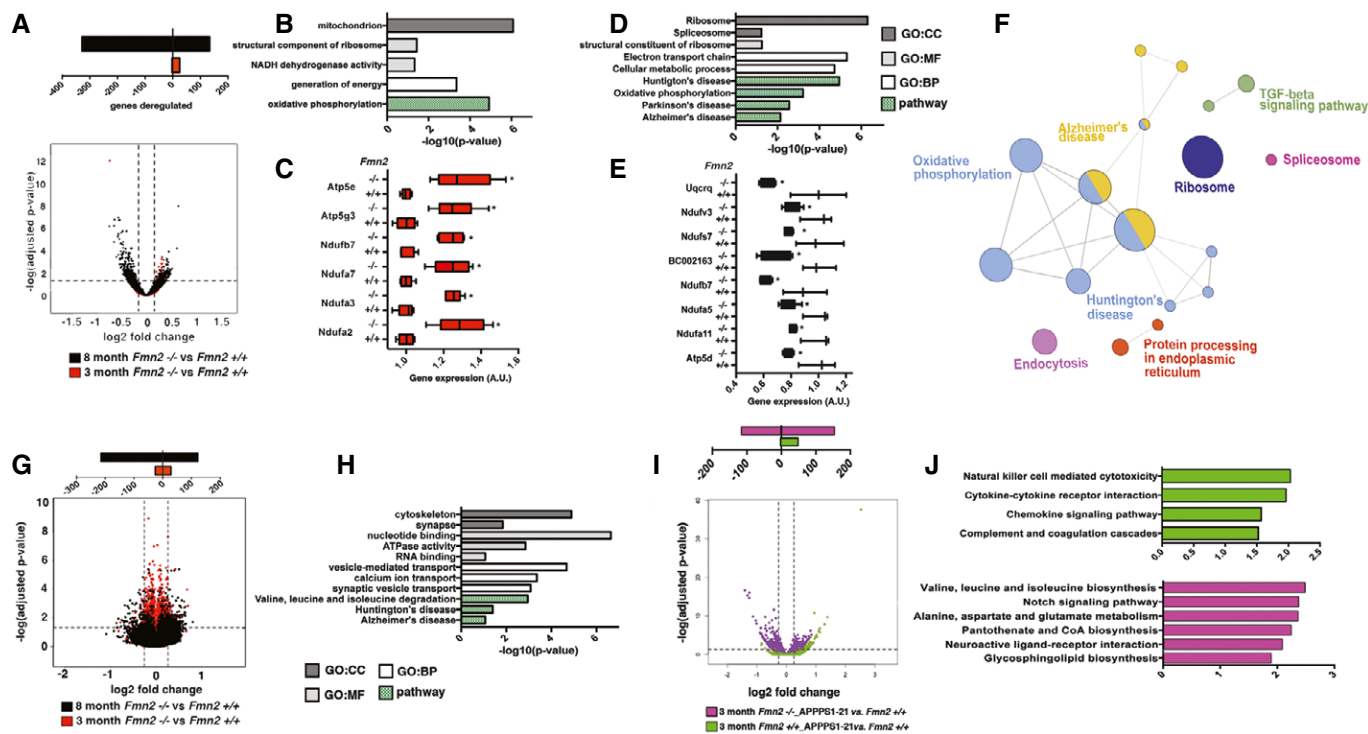 A
-400 -200 -100 0 100 200
genes deregulated
12
10
8
6
4
2
0
-log(adjusted p-value)
-1.5 -1 -0.5 0 0.5 1 1.5
log2 fold change
8 month Fmn2 -/- vs Fmn2 +/+
3 month Fmn2 -/- vs Fmn2 +/+
B
mitochondrion
structural component of ribosome
NADH dehydrogenase activity
generation of energy
oxidative phosphorylation
0 2 4 6
-log10(p-value)
C
Fmn2
Atp5e -/- *
+/+
Atp5g3 -/- *
+/+
Ndufb7 -/- *
+/+
Ndufa7 -/- *
+/+
Ndufa3 -/- *
+/+
Ndufa2 -/- *
+/+
1.0 1.2 1.4 1.6
Gene expression (A.U.)
D
Ribosome
Spliceosome
structural constituent of ribosome
Electron transport chain
Cellular metabolic process
Huntigton's disease
Oxidative phosphorylation
Parkinson's disease
Alzheimer's disease
0 2 4 6
-log10(p-value)
GO:CC
GO:MF
GO:BP
pathway
E
Fmn2
Uqcrq -/- *
+/+
Ndufv3 -/- *
+/+
Ndufs7 -/- *
+/+
BC002163 -/- *
+/+
Ndufb7 -/- *
+/+
Ndufa5 -/- *
+/+
Ndufa11 -/- *
+/+
Atp5d -/- *
+/+
0.4 0.6 0.8 1.0 1.2
Gene expression (A.U.)
F
TGF-beta
signaling pathway
Alzheimer's
disease
Oxidative
phosphorylation
Ribosome
Spliceosome
Huntington's
disease
Endocytosis
Protein processing
in endoplasmic
reticulum
G
-300 -200 -100 0 100 200
10
8
6
4
2
0
-log(adjusted p-value)
-2 -1 0 1
log2 fold change
8 month Fmn2 -/- vs Fmn2 +/+
3 month Fmn2 -/- vs Fmn2 +/+
H
cytoskeleton
synapse
nucleotide binding
ATPase activity
RNA binding
vesicle-mediated transport
calcium ion transport
synaptic vesicle transport
Valine, leucine and isoleucine degradation
Huntington's disease
Alzheimer's disease
0 2 4 6
-log10(p-value)
GO:CC
GO:BP
GO:MF
pathway
I
-200 -100 0 100 200
40
30
20
10
0
-log(adjusted p-value)
-2 -1 0 1 2 3
log2 fold change
3 month Fmn2 -/-_APPPS1-21 vs. Fmn2 +/+
3 month Fmn2 +/+_APPPS1-21vs. Fmn2 +/+
J
Natural killer cell mediated cytotoxicity
Cytokine-cytokine receptor interaction
Chemokine signaling pathway
Complement and coagulation cascades
0.0 0.5 1.0 1.5 2.0 2.5
Valine, leucine and isoleucine biosynthesis
Notch signaling pathway
Alanine, aspartate and glutamate metabolism
Pantothenate and CoA biosynthesis
Neuroactive ligand-receptor interaction
Glycosphingolipid biosynthesis
0 1 2 3